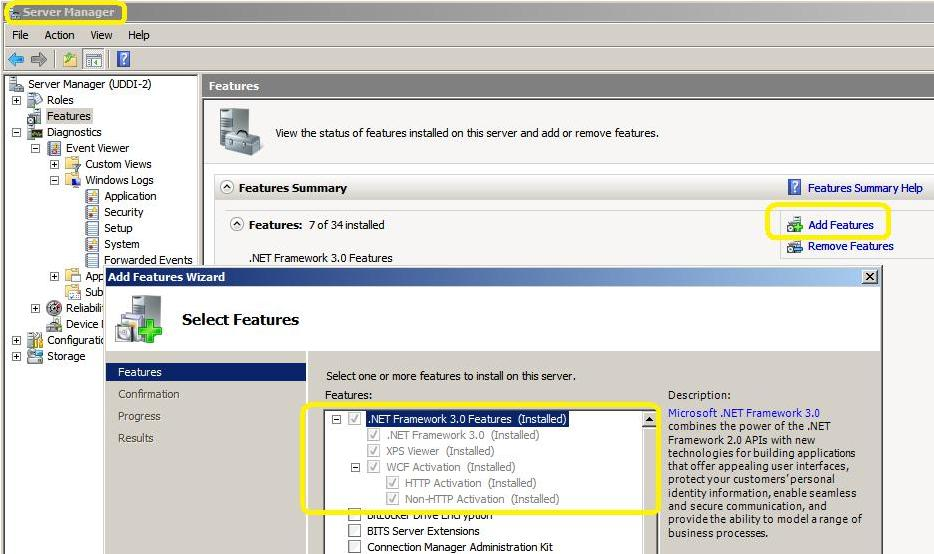 Server Manager
File Action View Help
Server Manager (UDDI-2)
Roles
Features
Diagnostics
Event Viewer
Custom Views
Windows Logs
Application
Security
Setup
System
Forwarded Events
App
Sub
Reliabili
Device
Configuratio
Storage
Features
View the status of features installed on this server and add or remove features.
Features Summary
Features Summary Help
Features: 7 of 34 installed
Add Features
Remove Features
.NET Framework 3.0 Features
Add Features Wizard
Select Features
Features
Confirmation
Progress
Results
Select one or more features to install on this server.
Features:
.NET Framework 3.0 Features (Installed)
.NET Framework 3.0 (Installed)
XPS Viewer (Installed)
WCF Activation (Installed)
HTTP Activation (Installed)
Non-HTTP Activation (Installed)
BitLocker Drive Encryption
BITS Server Extensions
Connection Manager Administration Kit
Description:
Microsoft .NET Framework 3.0
combines the power of the .NET
Framework 2.0 APIs with new
technologies for building applications
that offer appealing user interfaces,
protect your customers' personal
identity information, enable seamless
and secure communication, and
provide the ability to model a range of
business processes.